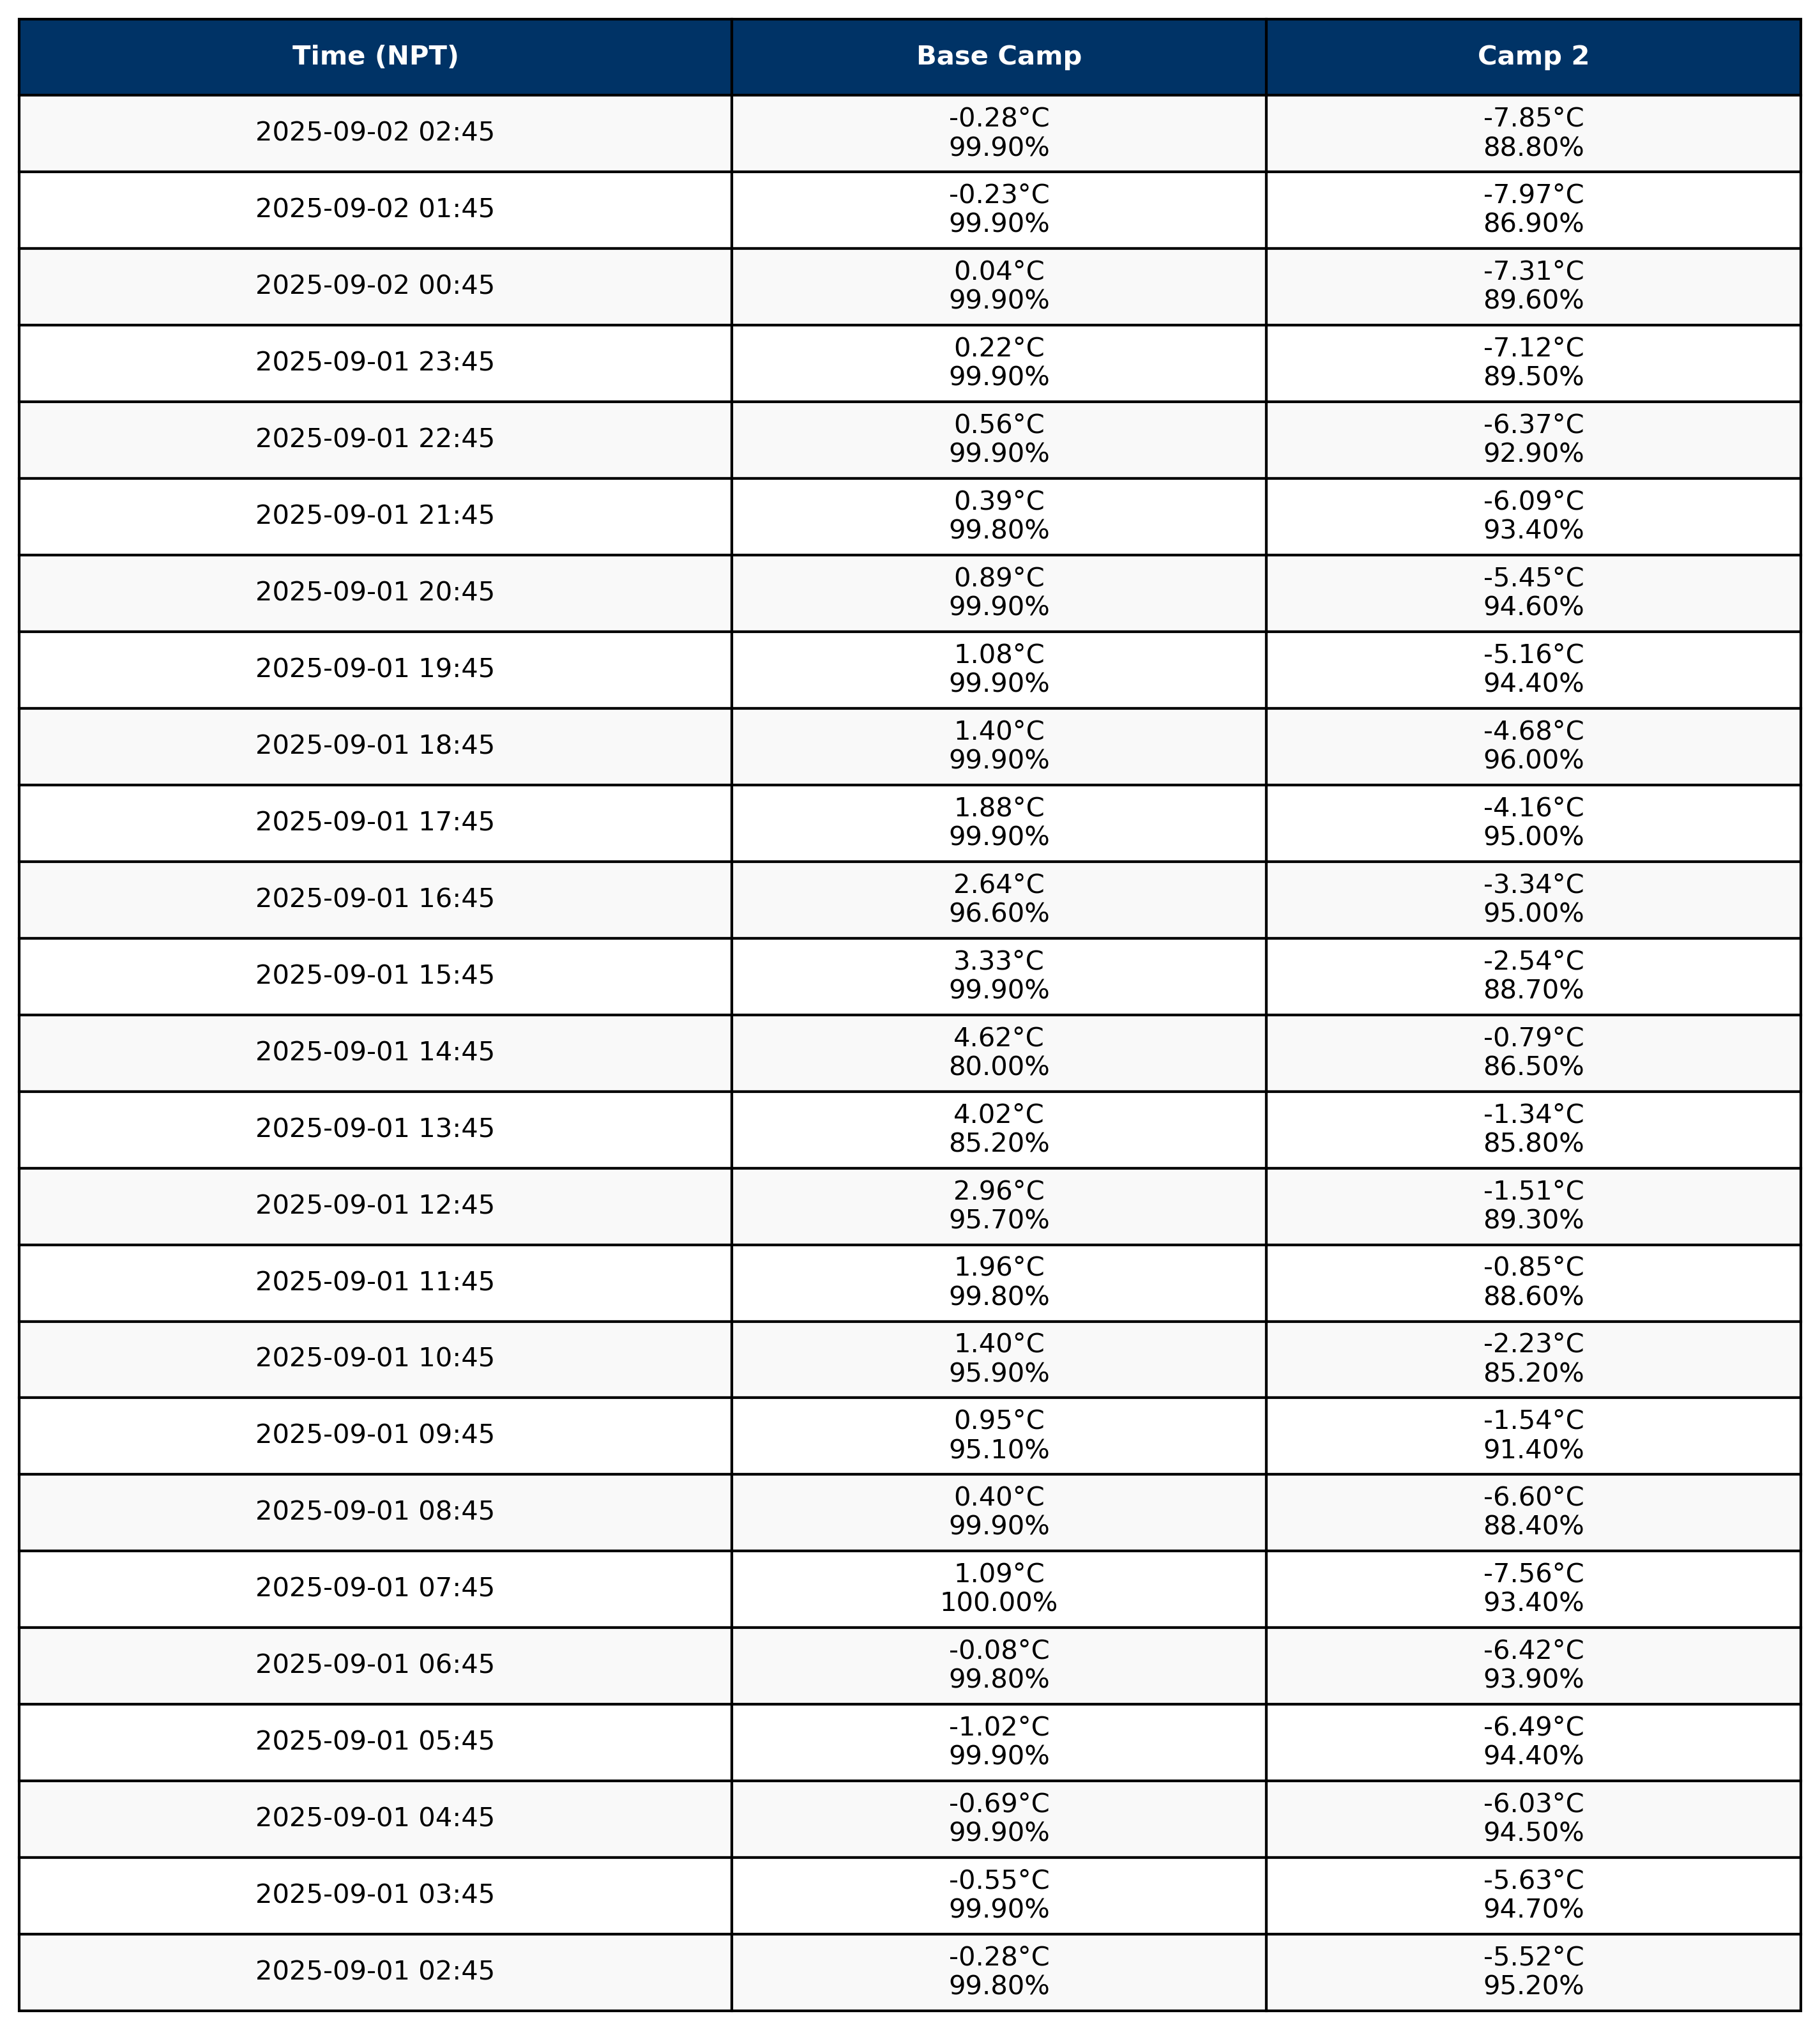 Time (NPT) Base Camp Camp 2
-0.28°C -7.85°C
2025-09-02 02:45
99.90% 88.80%
-0.23°C -7.97°C
2025-09-02 01:45
99.90% 86.90%
0.04°C -7.31°C
2025-09-02 00:45
99.90% 89.60%
0.22°C -7.12°C
2025-09-01 23:45
99.90% 89.50%
0.56°C -6.37°C
2025-09-01 22:45
99.90% 92.90%
0.39°C -6.09°C
2025-09-01 21:45
99.80% 93.40%
0.89°C -5.45°C
2025-09-01 20:45
99.90% 94.60%
1.08°C -5.16°C
2025-09-01 19:45
99.90% 94.40%
1.40°C -4.68°C
2025-09-01 18:45
99.90% 96.00%
1.88°C -4.16°C
2025-09-01 17:45
99.90% 95.00%
2.64°C -3.34°C
2025-09-01 16:45
96.60% 95.00%
3.33°C -2.54°C
2025-09-01 15:45
99.90% 88.70%
4.62°C -0.79°C
2025-09-01 14:45
80.00% 86.50%
4.02°C -1.34°C
2025-09-01 13:45
85.20% 85.80%
2.96°C -1.51°C
2025-09-01 12:45
95.70% 89.30%
1.96°C -0.85°C
2025-09-01 11:45
99.80% 88.60%
1.40°C -2.23°C
2025-09-01 10:45
95.90% 85.20%
0.95°C -1.54°C
2025-09-01 09:45
95.10% 91.40%
0.40°C -6.60°C
2025-09-01 08:45
99.90% 88.40%
1.09°C -7.56°C
2025-09-01 07:45
100.00% 93.40%
-0.08°C -6.42°C
2025-09-01 06:45
99.80% 93.90%
-1.02°C -6.49°C
2025-09-01 05:45
99.90% 94.40%
-0.69°C -6.03°C
2025-09-01 04:45
99.90% 94.50%
-0.55°C -5.63°C
2025-09-01 03:45
99.90% 94.70%
-0.28°C -5.52°C
2025-09-01 02:45
99.80% 95.20%